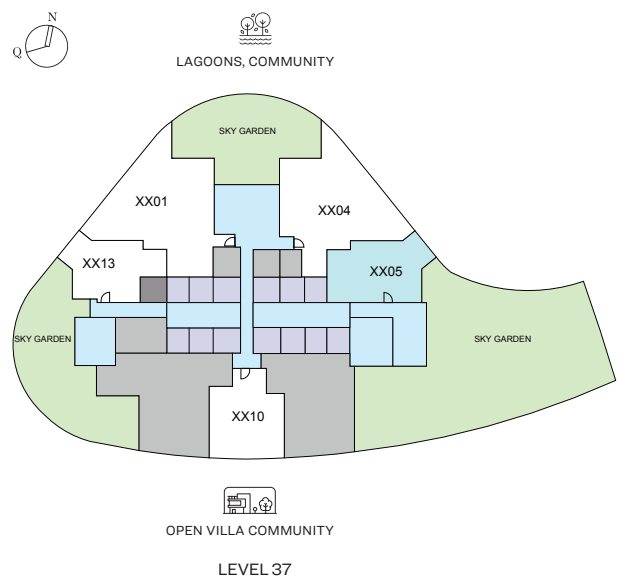 N
Q
LAGOONS, COMMUNITY
SKY GARDEN
XX01
XX04
XX13
XX05
SKY GARDEN
SKY GARDEN
XX10
OPEN VILLA COMMUNITY
LEVEL 37